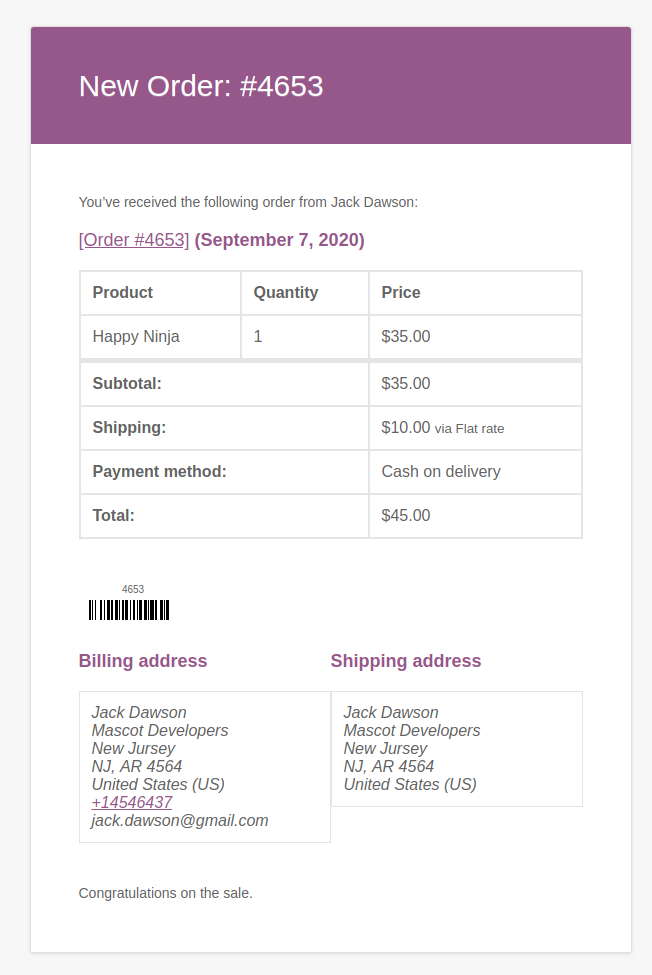 New Order: #4653
You’ve received the following order from Jack Dawson:
[Order #4653] (September 7, 2020)
Product Quantity Price
Happy Ninja 1 $35.00
Subtotal: $35.00
Shipping: $10.00 via Flat rate
Payment method: Cash on delivery
Total: $45.00
4653
Billing address
Jack Dawson
Mascot Developers
New Jursey
NJ, AR 4564
United States (US)
+14546437
jack.dawson@gmail.com
Shipping address
Jack Dawson
Mascot Developers
New Jursey
NJ, AR 4564
United States (US)
Congratulations on the sale.